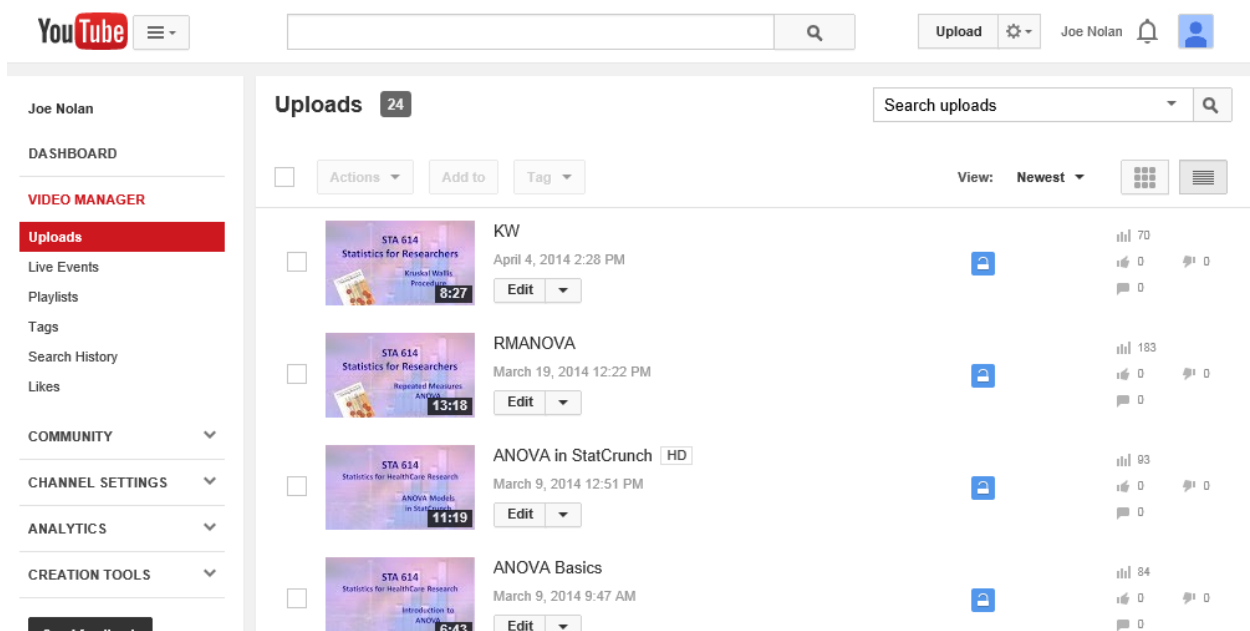 YouTube
Upload
Joe Nolan
Joe Nolan
DASHBOARD
VIDEO MANAGER
Uploads
Live Events
Playlists
Tags
Search History
Likes
COMMUNITY
CHANNEL SETTINGS
ANALYTICS
CREATION TOOLS
Uploads 24
Search uploads
Actions
Add to
Tag
View:
Newest
STA 614
Statistics for Researchers
Kruskal Wallis
Procedure
8:27
KW
April 4, 2014 2:28 PM
Edit
70
0
0
0
STA 614
Statistics for Researchers
Repeated Measures
ANOVA
13:18
RMANOVA
March 19, 2014 12:22 PM
Edit
183
0
0
0
STA 614
Statistics for HealthCare Research
ANOVA Models
in StatCrunch
11:19
ANOVA in StatCrunch HD
March 9, 2014 12:51 PM
Edit
93
0
0
0
STA 614
Statistics for HealthCare Research
Introduction to
ANOVA
6:43
ANOVA Basics
March 9, 2014 9:47 AM
Edit
84
0
0
0